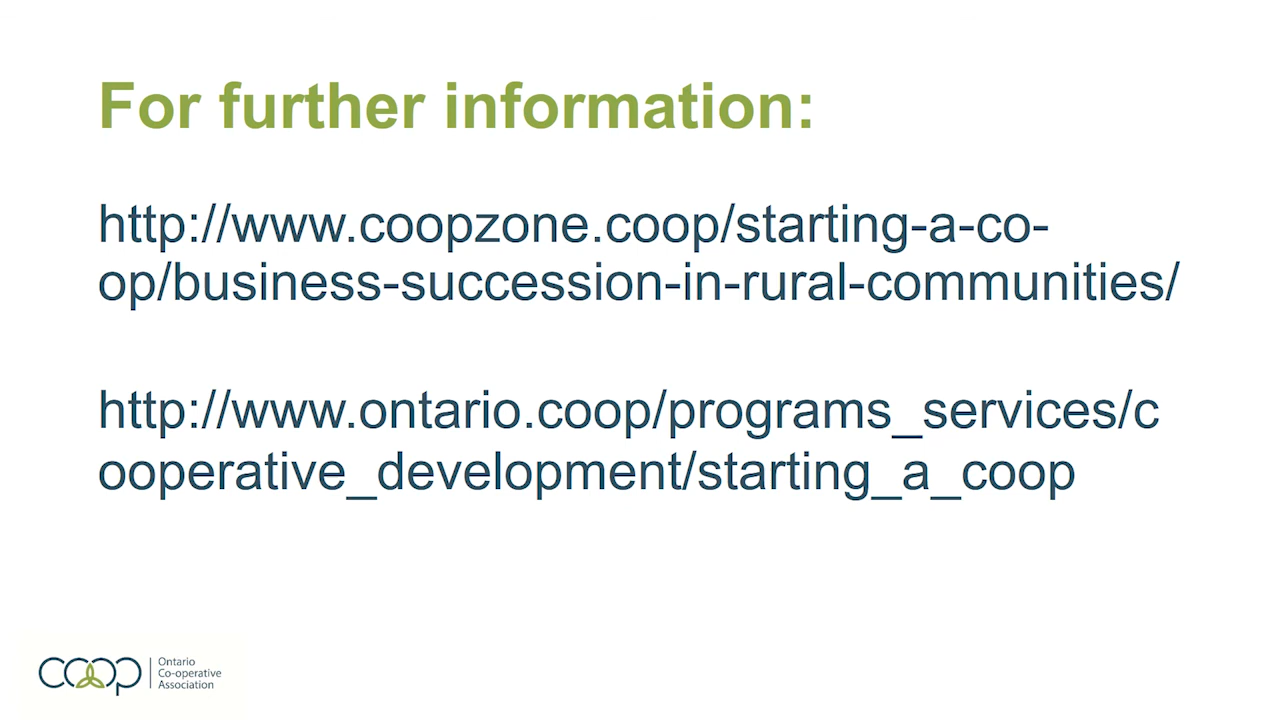 For further information:
http://www.coopzone.coop/starting-a-co-
op/business-succession-in-rural-communities/
http://www.ontario.coop/programs_services/c
ooperative_development/starting_a_coop
COOP
Ontario
Co-operative
Association